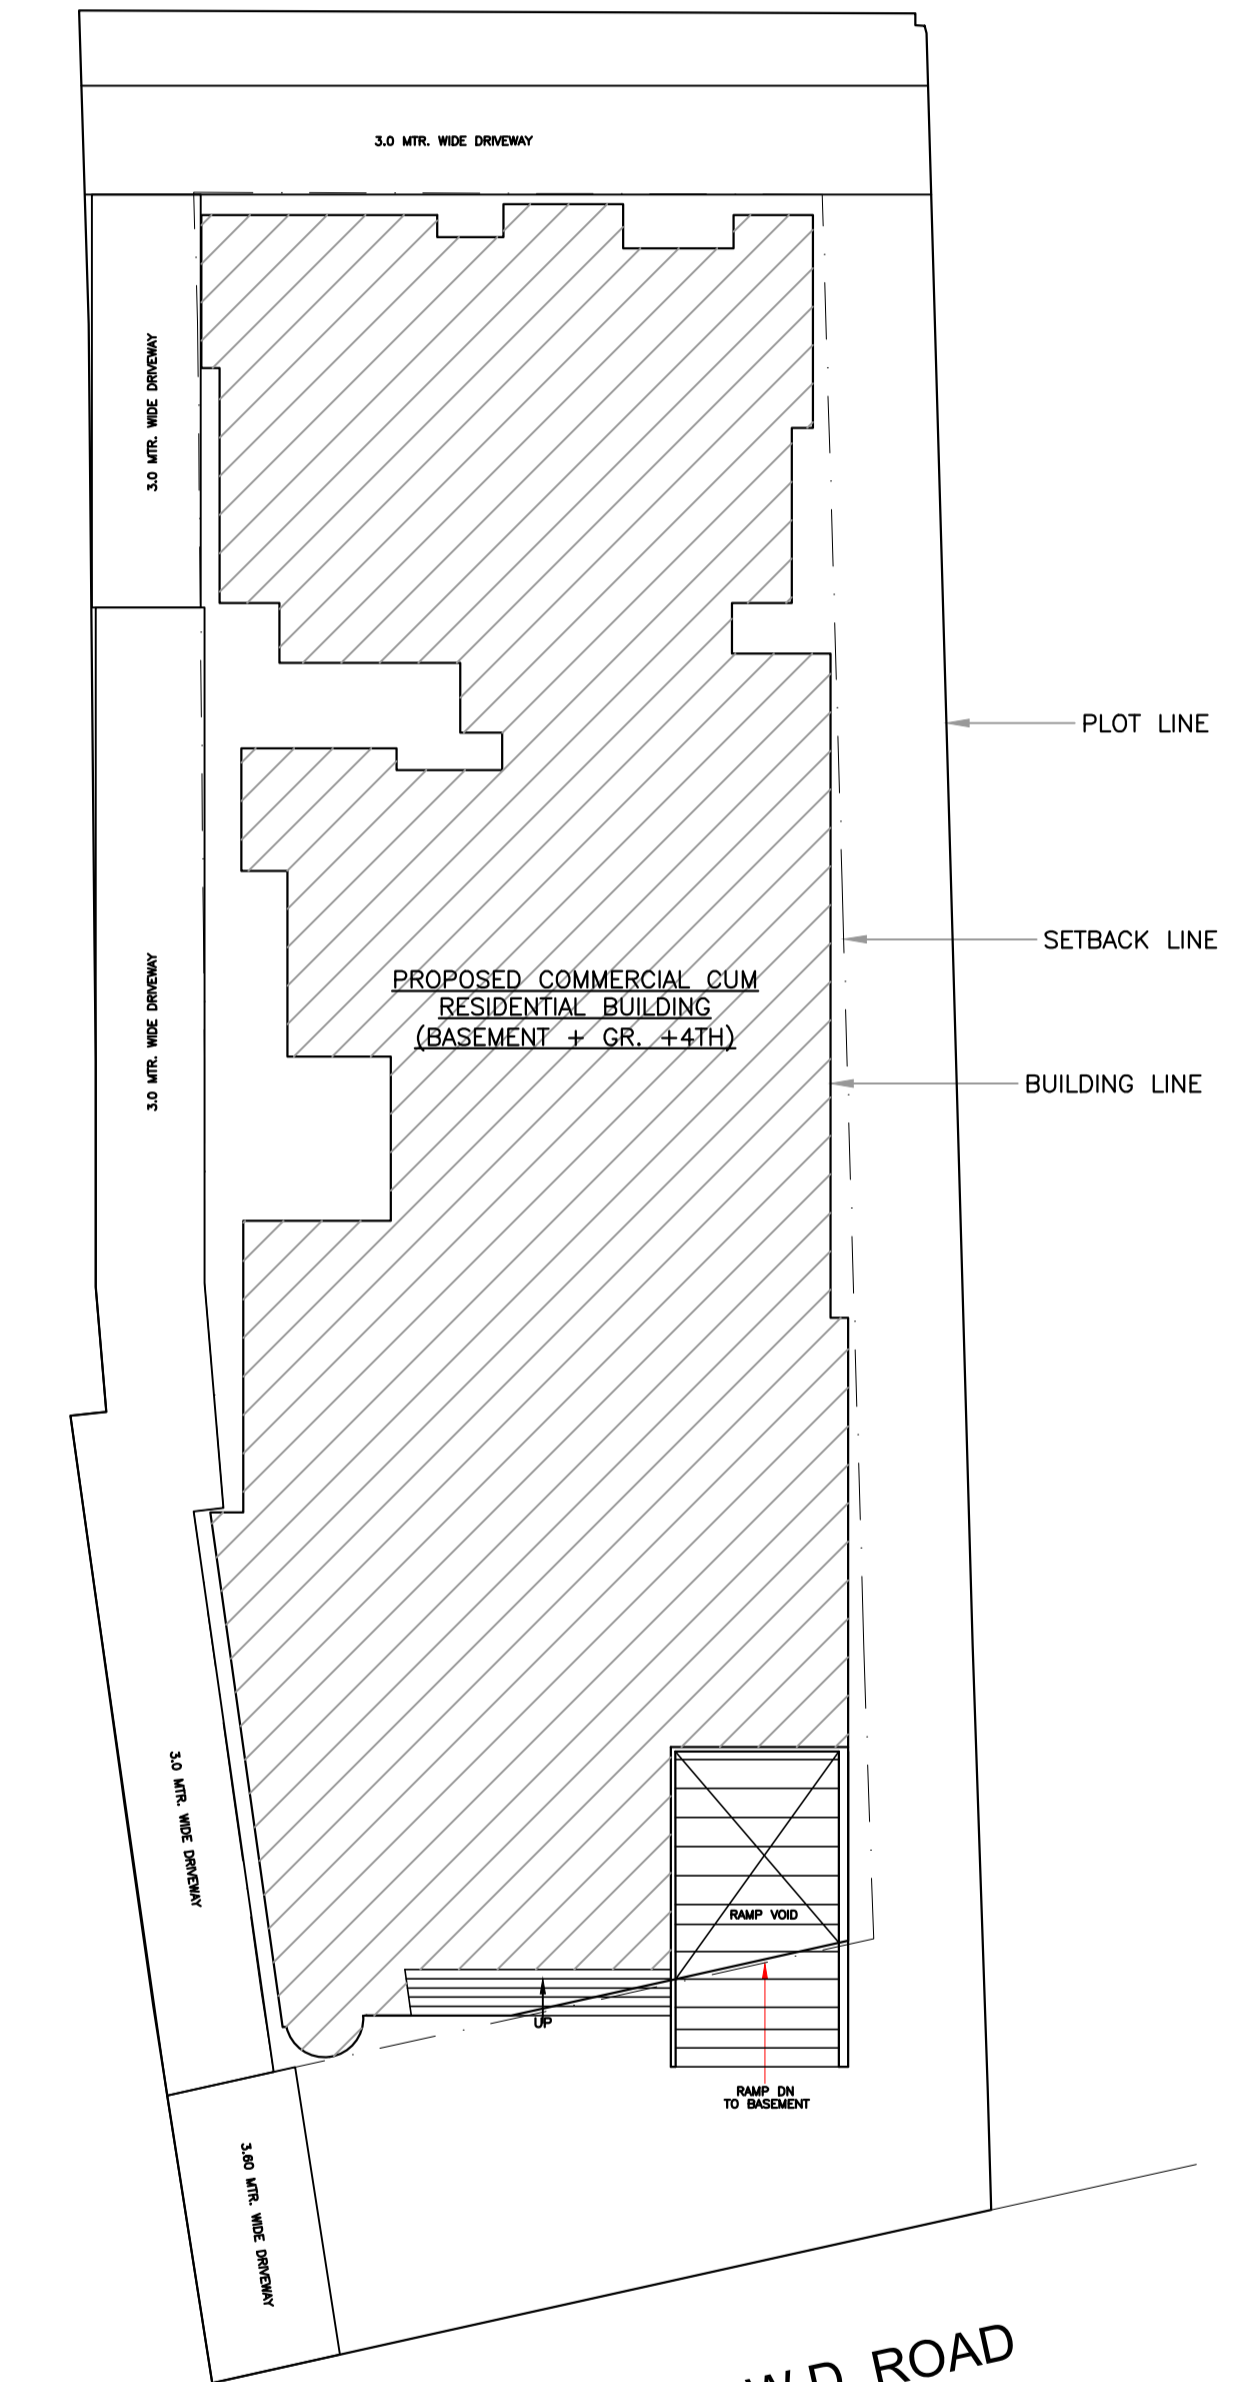 3.0 MTR. WIDE DRIVEWAY
3.0 MTR. WIDE DRIVEWAY
PLOT LINE
SETBACK LINE
PROPOSED COMMERCIAL CUM
RESIDENTIAL BUILDING
(BASEMENT + GR. +4TH)
3.0 MTR. WIDE DRIVEWAY
BUILDING LINE
3.0 MTR. WIDE DRIVEWAY
RAMP VOID
UP
RAMP DN
TO BASEMENT
3.60 MTR. WIDE DRIVEWAY
W.D. ROAD